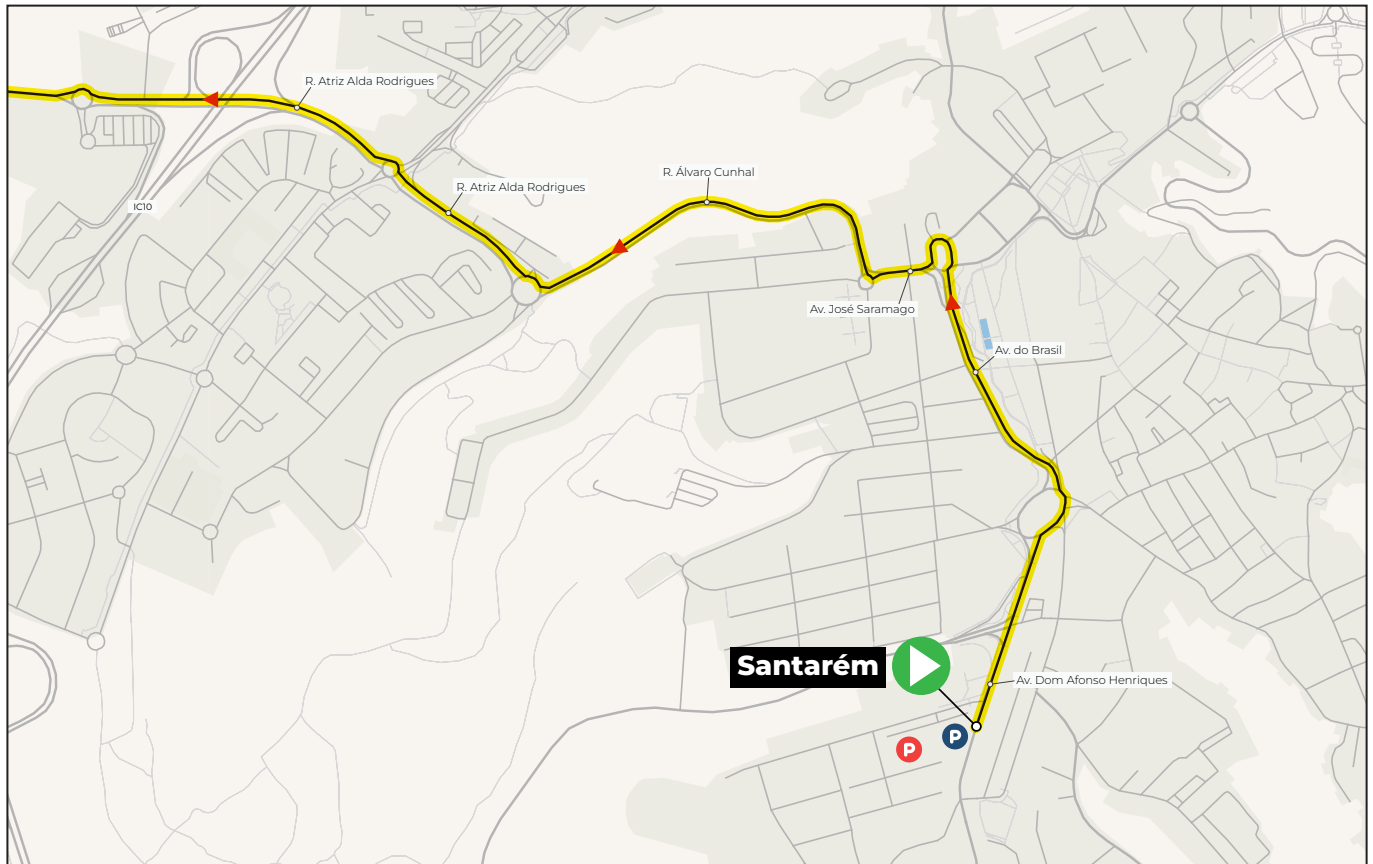 R. Atriz Alda Rodrigues
R. Álvaro Cunhal
R. Atriz Alda Rodrigues
IC10
Av. José Saramago
Av. do Brasil
Santarém
Av. Dom Afonso Henriques
P
P